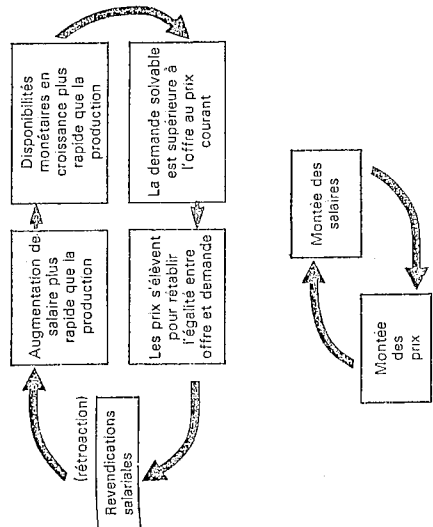 (rétroaction)
Revendications
salariales
Augmentation de
salaire plus
rapide que la
production
Disponibilités
monétaires en
croissance plus
rapide que la
production
La demande solvable
est supérieure à
l'offre au prix
courant
Les prix s'élèvent
pour rétablir
l'égalité entre
offre et demande
Montée
des
prix
Montée des
salaires